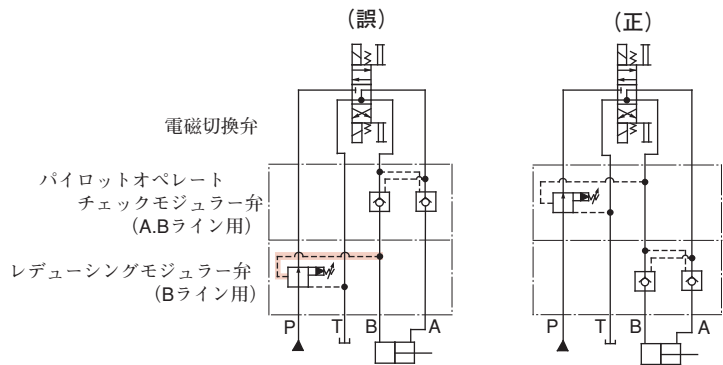 (誤)
(正)
電磁切換弁
パイロットオペレート
チェックモジュラー弁
(A.Bライン用)
レデューシングモジュラー弁
(Bライン用)
P T B A
P T B A